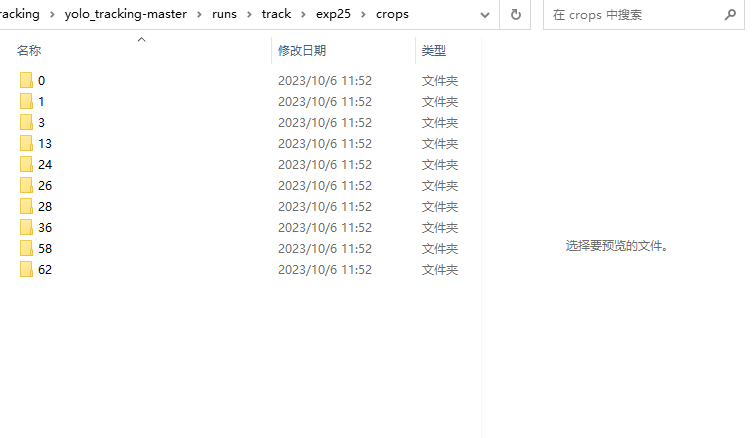 racking › yolo_tracking-master › runs › track › exp25 › crops
在 crops 中搜索
名称 修改日期 类型
0 2023/10/6 11:52 文件夹
1 2023/10/6 11:52 文件夹
3 2023/10/6 11:52 文件夹
13 2023/10/6 11:52 文件夹
24 2023/10/6 11:52 文件夹
26 2023/10/6 11:52 文件夹
28 2023/10/6 11:52 文件夹
36 2023/10/6 11:52 文件夹
58 2023/10/6 11:52 文件夹
62 2023/10/6 11:52 文件夹
选择要预览的文件。